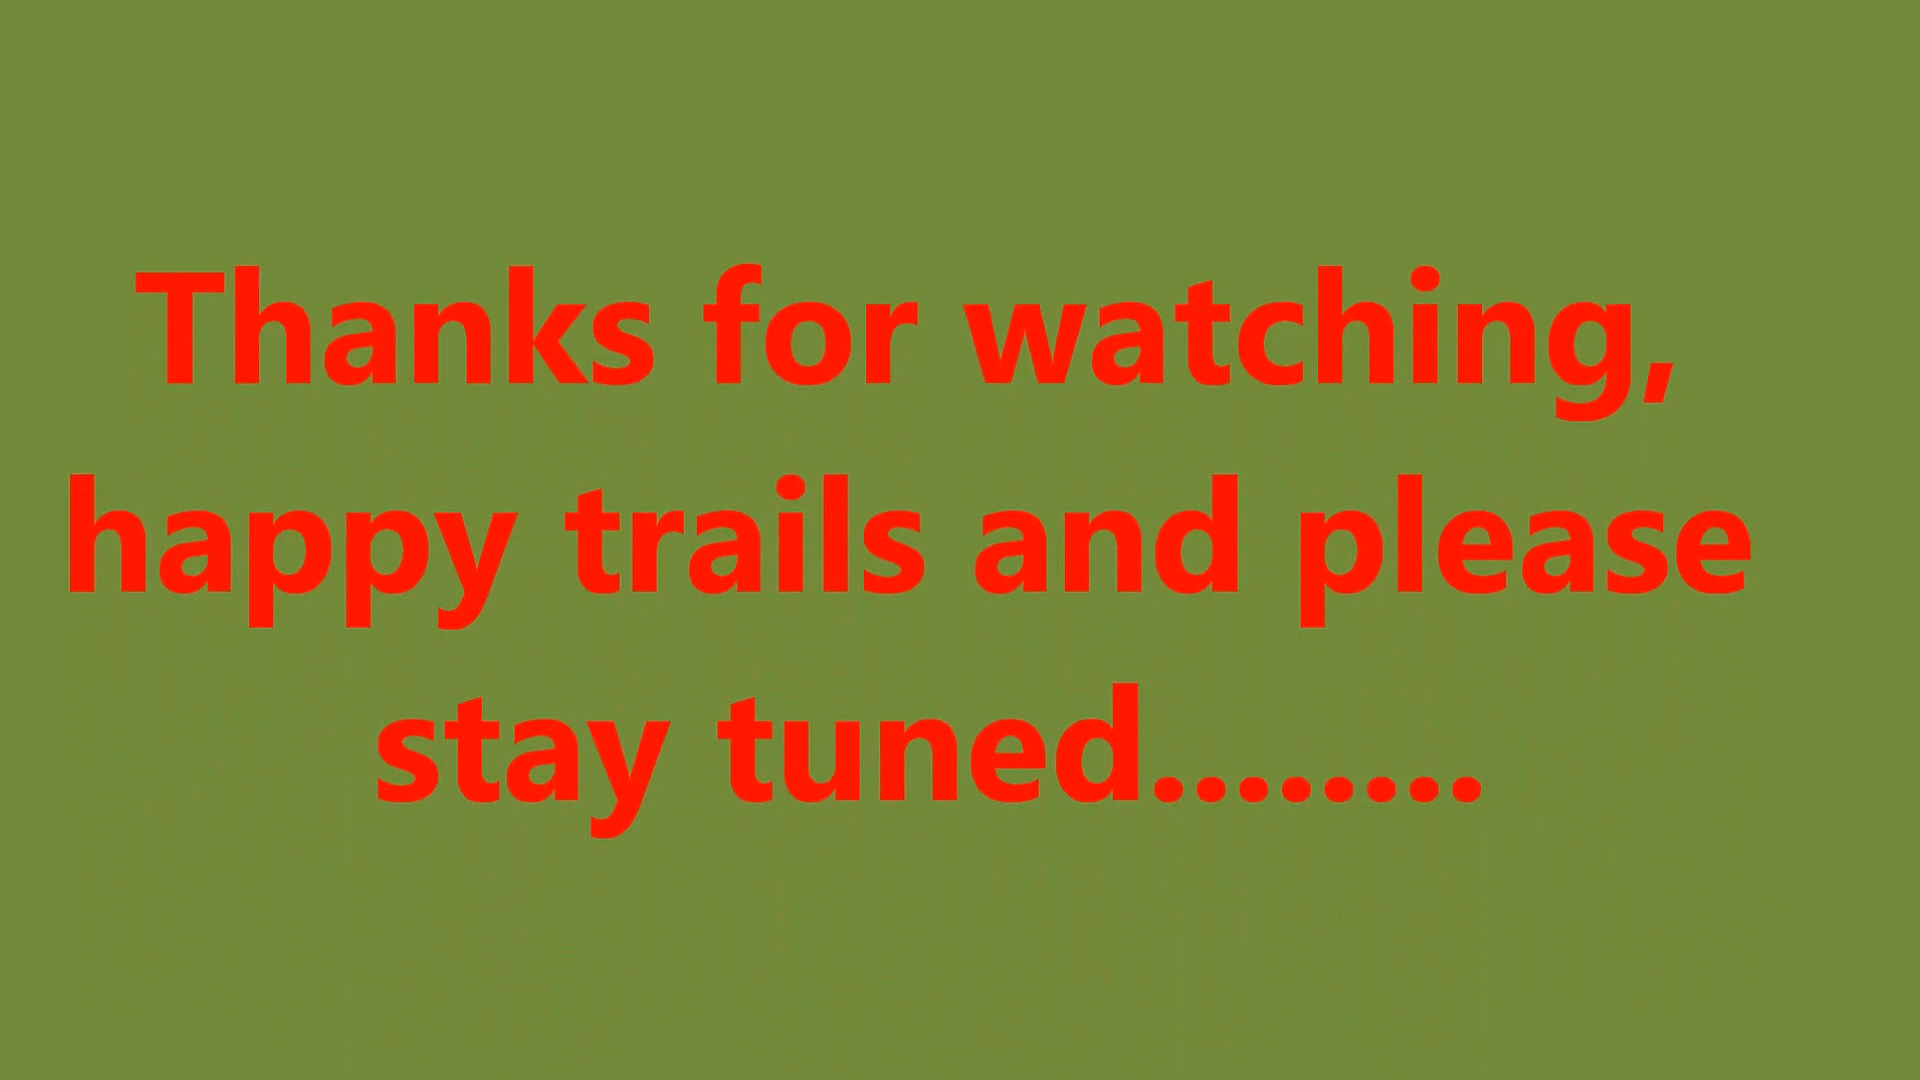 Thanks for watching,
happy trails and please
stay tuned........